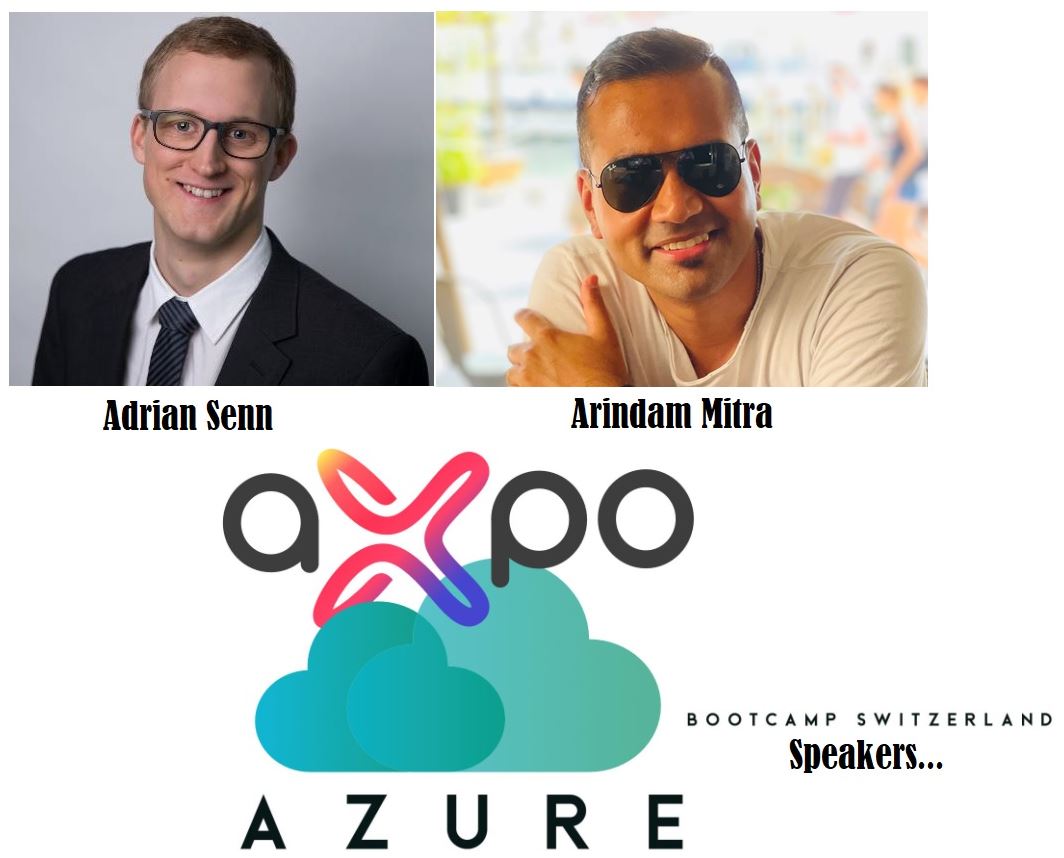 Adrian Senn
Arindam Mitra
axpo
BOOTCAMP SWITZERLAND
Speakers...
AZURE